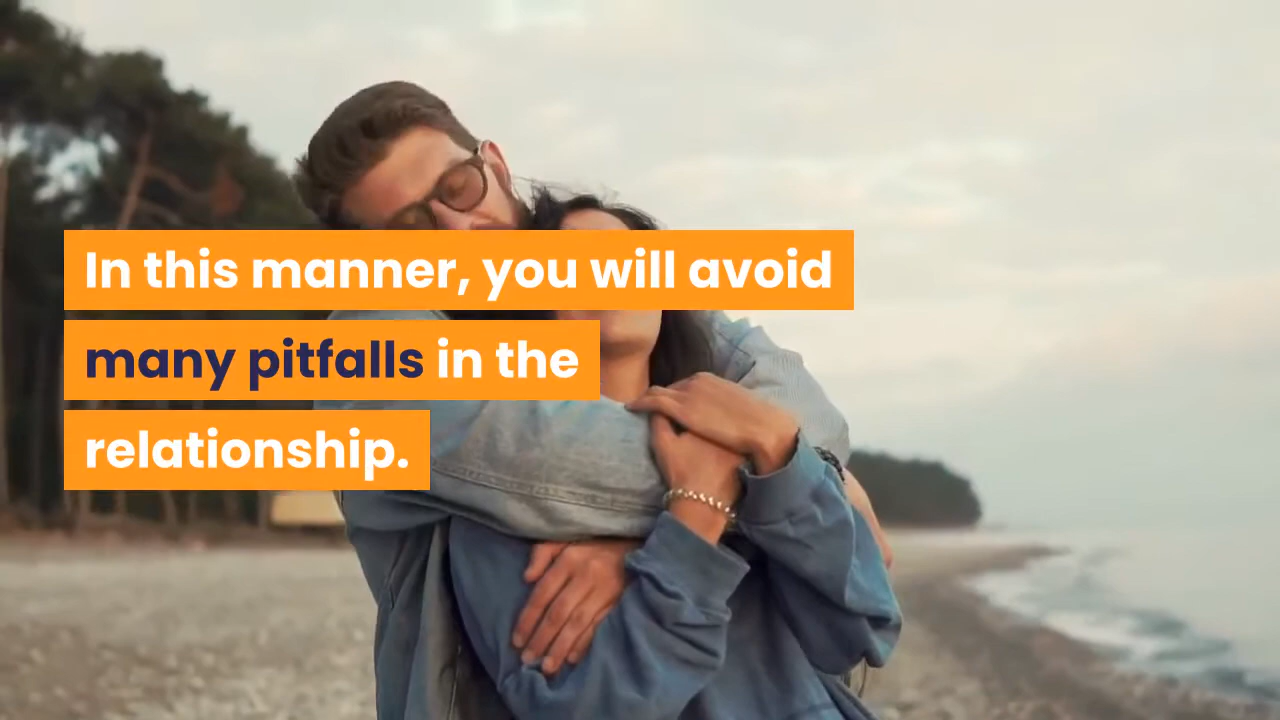 In this manner, you will avoid
many pitfalls in the
relationship.